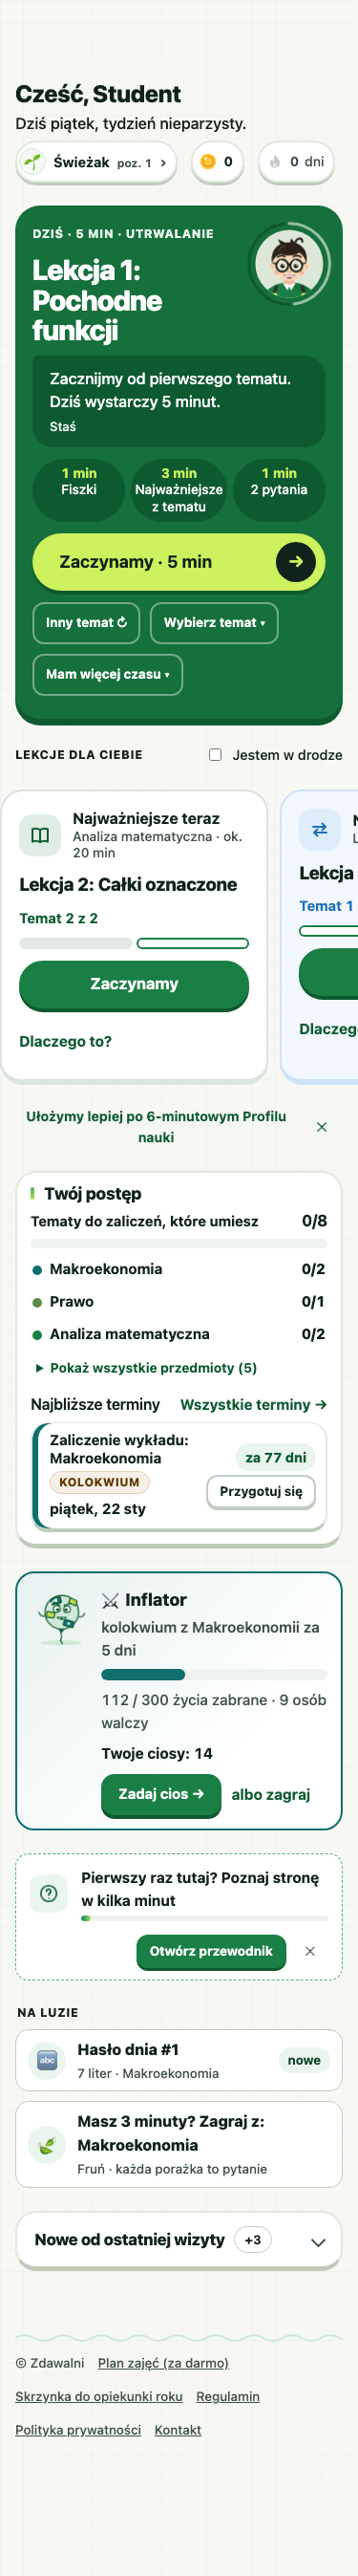 Cześć, Student
Dziś piątek, tydzień nieparzysty.
Świeżak poz. 1 ›
0
0 dni
DZIŚ · 5 MIN · UTRWALANIE
Lekcja 1:
Pochodne
funkcji
Zacznijmy od pierwszego tematu.
Dziś wystarczy 5 minut.
Staś
1 min
Fiszki
3 min
Najważniejsze
z tematu
1 min
2 pytania
Zaczynamy · 5 min →
Inny temat ↻
Wybierz temat ▾
Mam więcej czasu ▾
LEKCJE DLA CIEBIE
Jestem w drodze
Najważniejsze teraz
Analiza matematyczna · ok.
20 min
Lekcja 2: Całki oznaczone
Temat 2 z 2
Zaczynamy
Dlaczego to?
Lekcja
Temat 1
Dlaczeg
Ułożymy lepiej po 6-minutowym Profilu
nauki
×
Twój postęp
Tematy do zaliczeń, które umiesz 0/8
Makroekonomia 0/2
Prawo 0/1
Analiza matematyczna 0/2
▶ Pokaż wszystkie przedmioty (5)
Najbliższe terminy
Wszystkie terminy →
Zaliczenie wykładu:
Makroekonomia
KOLOKWIUM
piątek, 22 sty
za 77 dni
Przygotuj się
⚔ Inflator
kolokwium z Makroekonomii za
5 dni
112 / 300 życia zabrane · 9 osób
walczy
Twoje ciosy: 14
Zadaj cios →
albo zagraj
Pierwszy raz tutaj? Poznaj stronę
w kilka minut
Otwórz przewodnik
×
NA LUZIE
abc
Hasło dnia #1
7 liter · Makroekonomia
nowe
Masz 3 minuty? Zagraj z:
Makroekonomia
Fruń · każda porażka to pytanie
Nowe od ostatniej wizyty +3
© Zdawalni
Plan zajęć (za darmo)
Skrzynka do opiekunki roku
Regulamin
Polityka prywatności
Kontakt